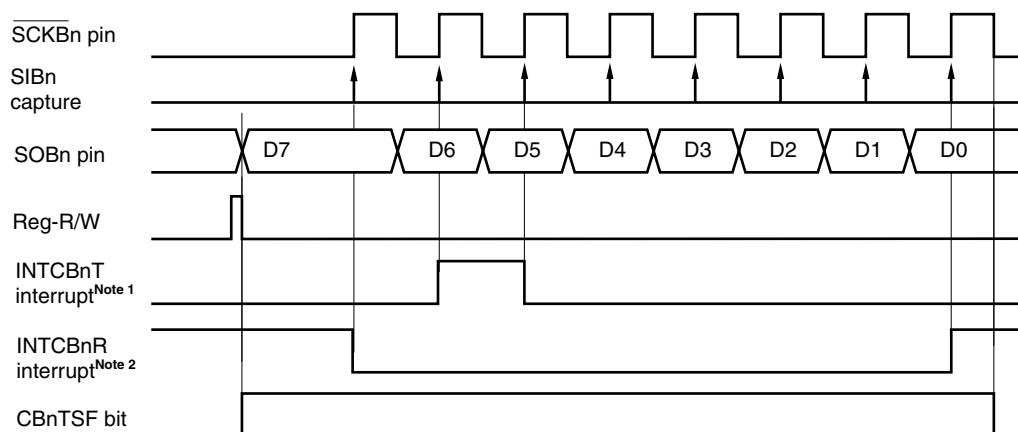 SCKBn pin
SIBn
capture
SOBn pin
D7
D6
D5
D4
D3
D2
D1
D0
Reg-R/W
INTCBnT
interruptNote 1
INTCBnR
interruptNote 2
CBnTSF bit